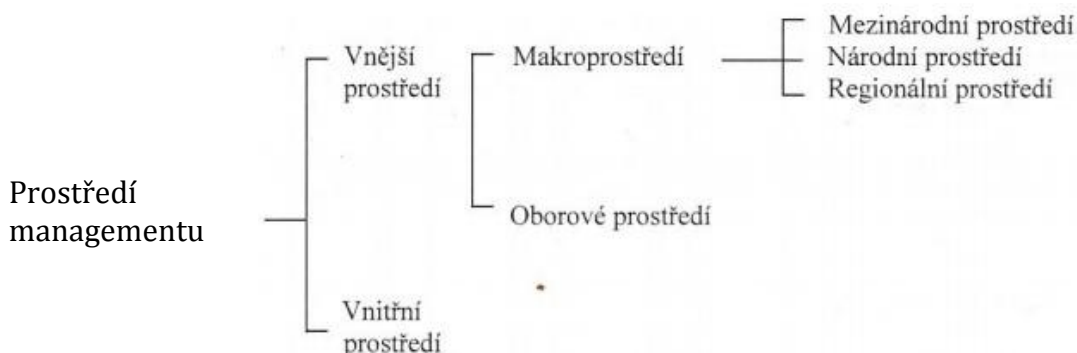 Prostředí
managementu
Vnější
prostředí
Makroprostředí
Mezinárodní prostředí
Národní prostředí
Regionální prostředí
Oborové prostředí
Vnitřní
prostředí